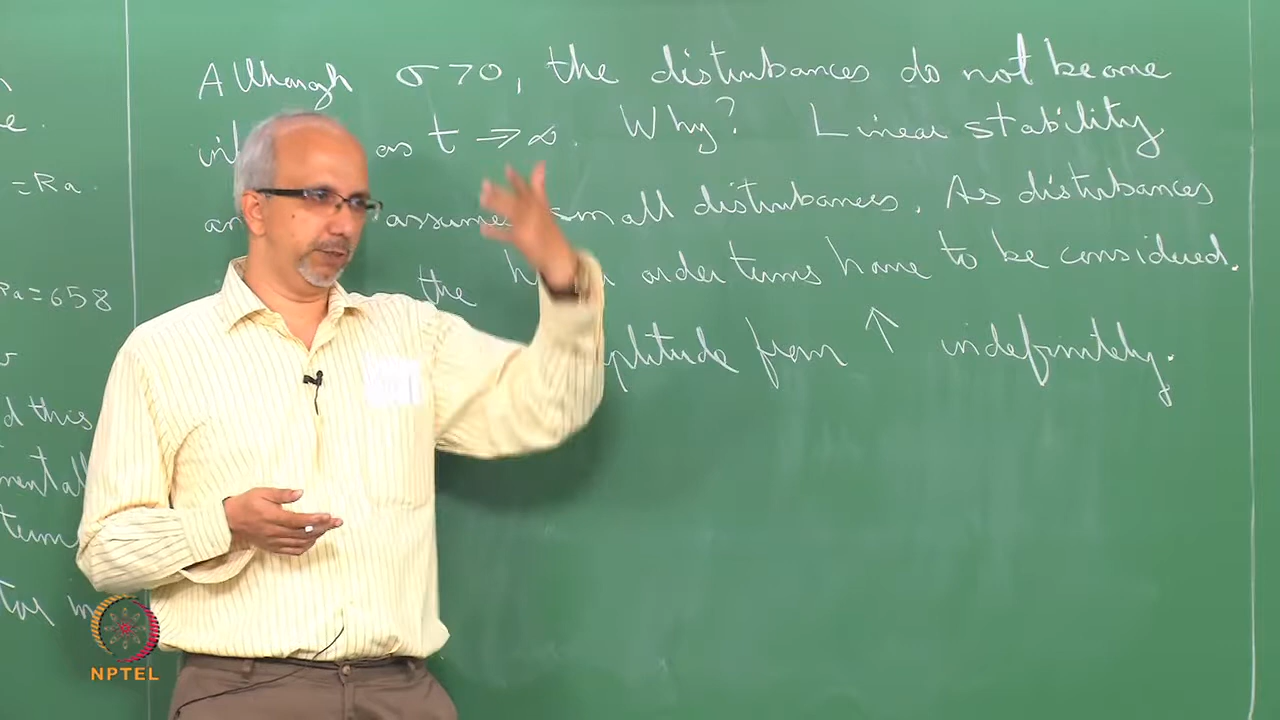 Although σ > 0, the disturbances do not become
as t → ∞. Why? Linear stability
assumes small disturbances. As disturbances
the order terms have to be considered.
from ↑ indefinitely.
e.
= Ra.
Ra = 658
d this
NPTEL